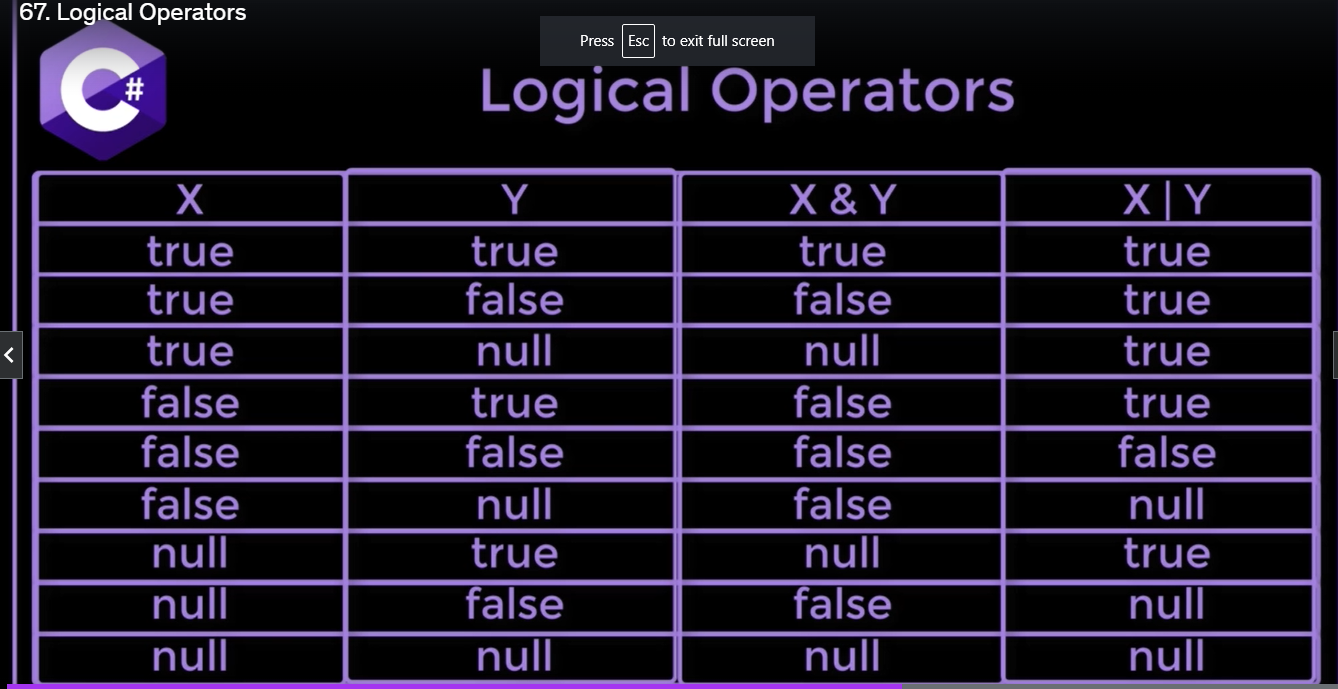 67. Logical Operators
Press Esc to exit full screen
C#
Logical Operators
X Y X & Y X | Y
true true true true
true false false true
true null null true
false true false true
false false false false
false null false null
null true null true
null false false null
null null null null